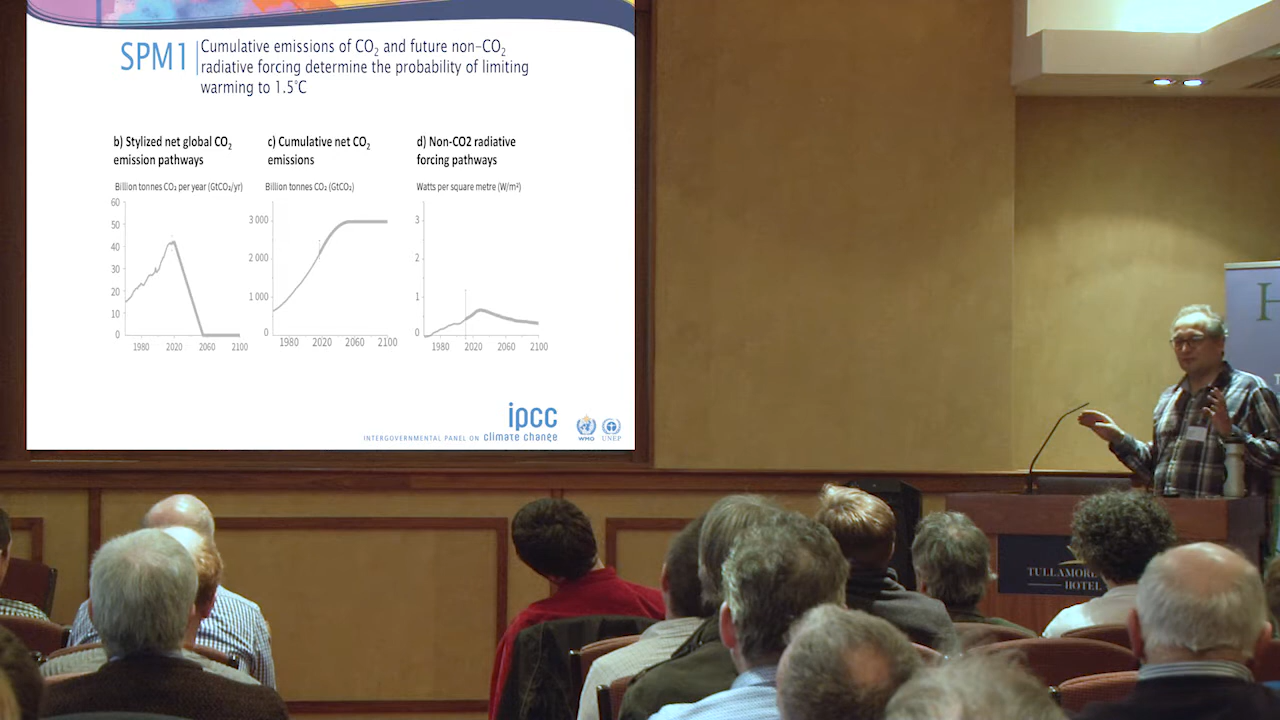 SPM1
Cumulative emissions of CO₂ and future non-CO₂
radiative forcing determine the probability of limiting
warming to 1.5°C
b) Stylized net global CO₂
emission pathways
Billion tonnes CO₂ per year (GtCO₂/yr)
60
50
40
30
20
10
0
1980 2020 2060 2100
c) Cumulative net CO₂
emissions
Billion tonnes CO₂ (GtCO₂)
3 000
2 000
1 000
0
1980 2020 2060 2100
d) Non-CO2 radiative
forcing pathways
Watts per square metre (W/m²)
3
2
1
0
1980 2020 2060 2100
INTERGOVERNMENTAL PANEL ON climate change
ipcc
WMO UNEP
H
TULLAMORE
HOTEL